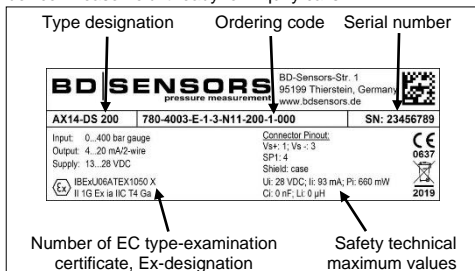 Type designation Ordering code Serial number
BD SENSORS
pressure measurement
BD-Sensors-Str. 1
95199 Thierstein, Germany
www.bdsensors.de
AX14-DS 200 780-4003-E-1-3-N11-200-1-000 SN: 23456789
Input: 0...400 bar gauge
Output: 4...20 mA/2-wire
Supply: 13...28 VDC
IBExU06ATEX1050 X
II 1G Ex ia IIC T4 Ga
Connector Pinout:
Vs+: 1; Vs -: 3
SP1: 4
Shield: case
Ui: 28 VDC; Ii: 93 mA; Pi: 660 mW
Ci: 0 nF; Li: 0 µH
CE
0637
2019
Number of EC type-examination
certificate, Ex-designation
Safety technical
maximum values